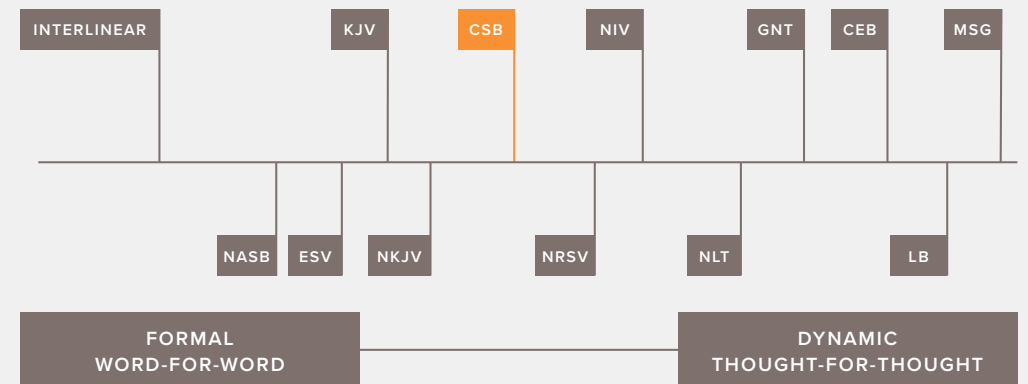 INTERLINEAR
KJV
CSB
NIV
GNT
CEB
MSG
NASB
ESV
NKJV
NRSV
NLT
LB
FORMAL
WORD-FOR-WORD
DYNAMIC
THOUGHT-FOR-THOUGHT